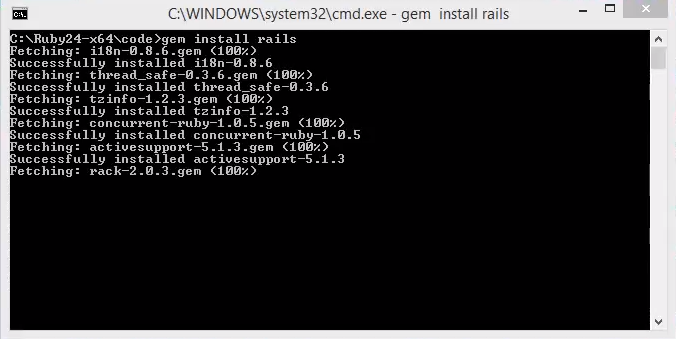 C:\WINDOWS\system32\cmd.exe - gem  install rails
C:\Ruby24-x64\code>gem install rails
Fetching: i18n-0.8.6.gem (100%)
Successfully installed i18n-0.8.6
Fetching: thread_safe-0.3.6.gem (100%)
Successfully installed thread_safe-0.3.6
Fetching: tzinfo-1.2.3.gem (100%)
Successfully installed tzinfo-1.2.3
Fetching: concurrent-ruby-1.0.5.gem (100%)
Successfully installed concurrent-ruby-1.0.5
Fetching: activesupport-5.1.3.gem (100%)
Successfully installed activesupport-5.1.3
Fetching: rack-2.0.3.gem (100%)